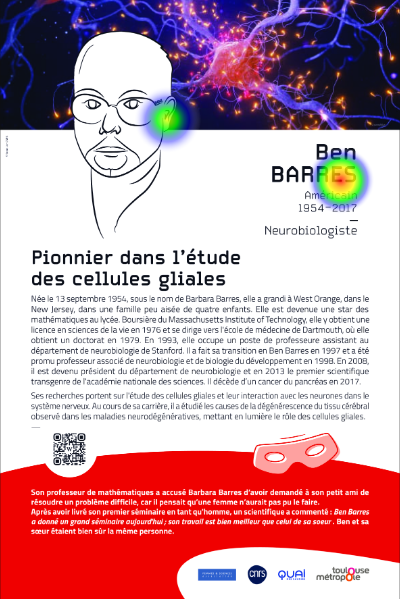 Ben
BARRES
Américain
1954-2017
Neurobiologiste
Pionnier dans l'étude
des cellules gliales
Née le 13 septembre 1954, sous le nom de Barbara Barres, elle a grandi à West Orange, dans le
New Jersey, dans une famille peu aisée de quatre enfants. Elle est devenue une star des
mathématiques au lycée. Boursière du Massachusetts Institute of Technology, elle y obtient une
licence en sciences de la vie en 1976 et se dirige vers l'école de médecine de Dartmouth, où elle
obtient un doctorat en 1979. En 1993, elle occupe un poste de professeure assistant au
département de neurobiologie de Stanford. Il a fait sa transition en Ben Barres en 1997 et a été
promu professeur associé de neurobiologie et de biologie du développement en 1998. En 2008,
il est devenu président du département de neurobiologie et en 2013 le premier scientifique
transgenre de l'académie nationale des sciences. Il décède d'un cancer du pancréas en 2017.
Ses recherches portent sur l'étude des cellules gliales et leur interaction avec les neurones dans le
système nerveux. Au cours de sa carrière, il a étudié les causes de la dégénérescence du tissu cérébral
observé dans les maladies neurodégénératives, mettant en lumière le rôle des cellules gliales.
Son professeur de mathématiques a accusé Barbara Barres d'avoir demandé à son petit ami de
résoudre un problème difficile, car il pensait qu'une femme n'aurait pas pu le faire.
Après avoir livré son premier séminaire en tant qu'homme, un scientifique a commenté : Ben Barres
a donné un grand séminaire aujourd'hui ; son travail est bien meilleur que celui de sa soeur. Ben et sa
sœur étaient bien sûr la même personne.
cnrs
QUAI
toulouse
métropole